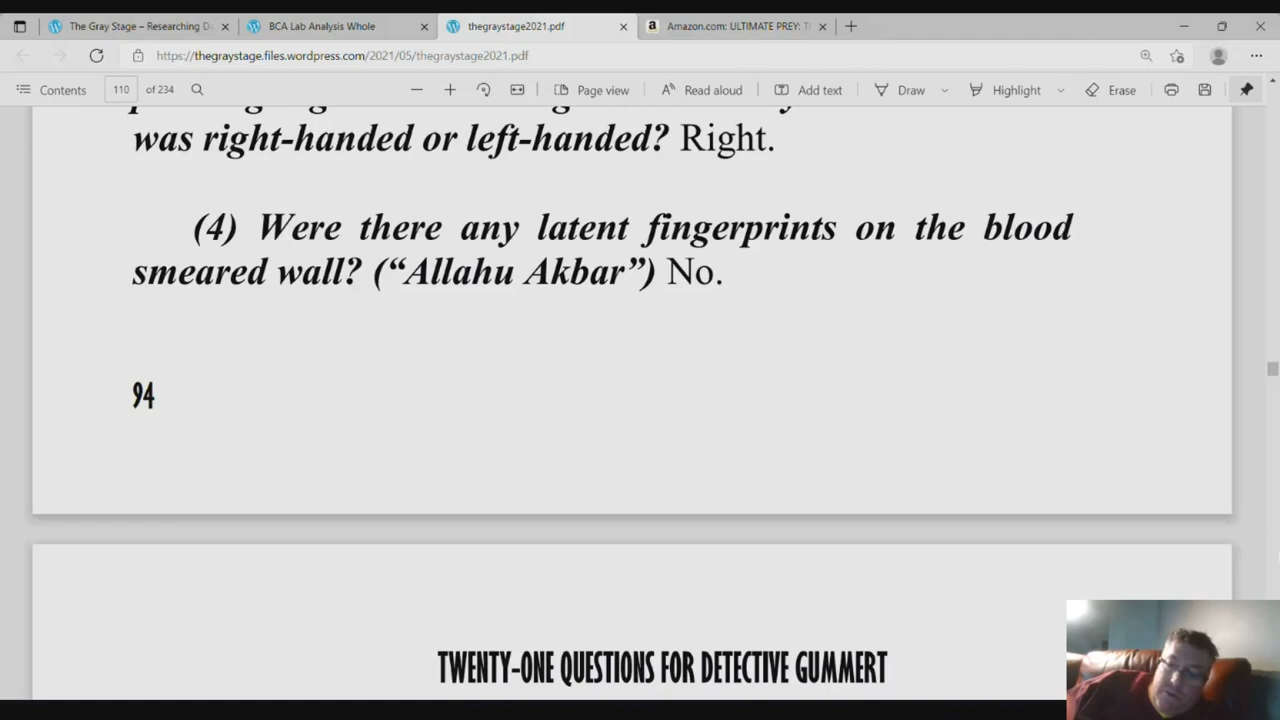 The Gray Stage – Researching D
BCA Lab Analysis Whole
thegraystage2021.pdf
Amazon.com: ULTIMATE PREY: T
https://thegraystage.files.wordpress.com/2021/05/thegraystage2021.pdf
Contents
110 of 234
Page view
Read aloud
Add text
Draw
Highlight
Erase
was right-handed or left-handed? Right.
(4) Were there any latent fingerprints on the blood
smeared wall? (“Allahu Akbar”) No.
94
TWENTY-ONE QUESTIONS FOR DETECTIVE GUMMERT